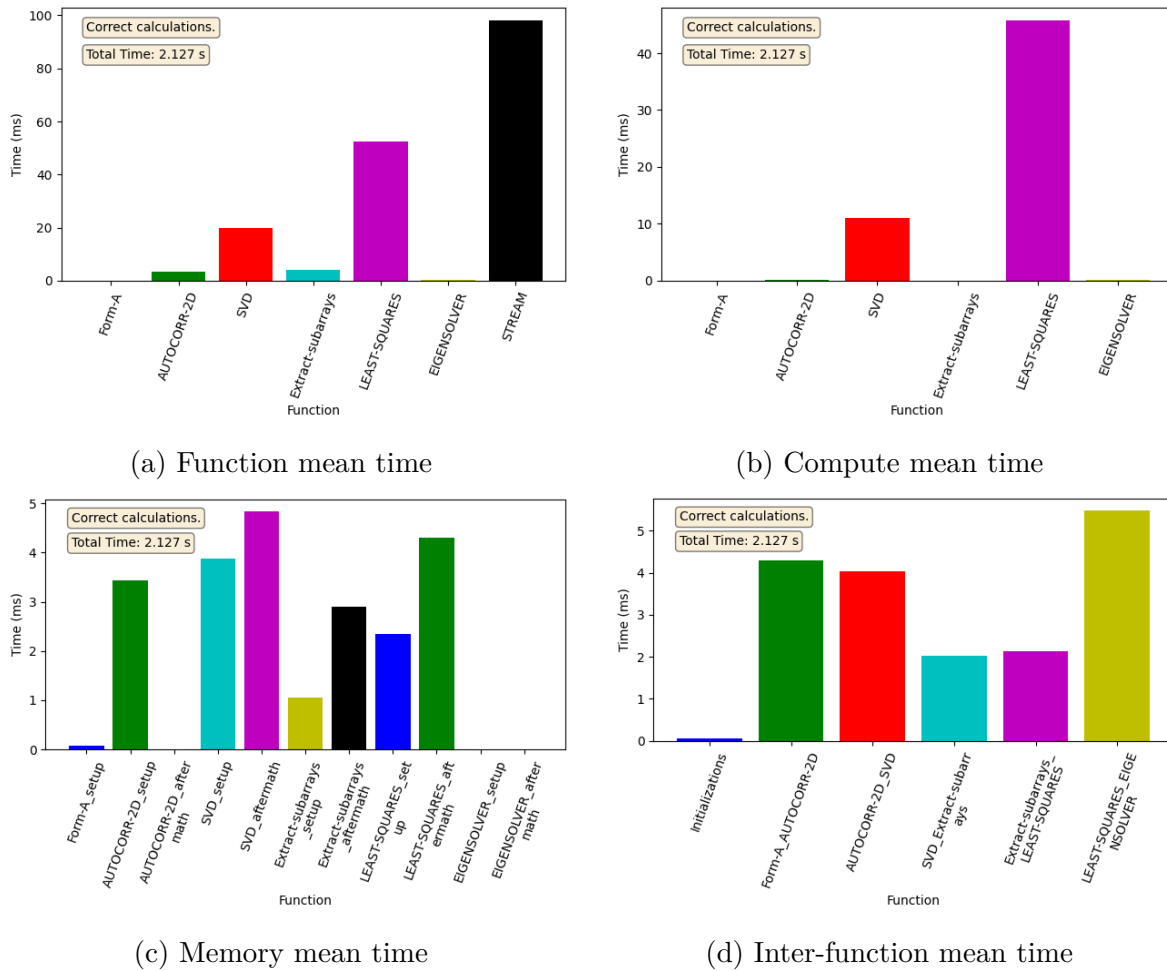 Correct calculations.
Total Time: 2.127 s
Time (ms)
100
80
60
40
20
0
Form-A
AUTOCORR-2D
SVD
Extract-subarrays
LEAST-SQUARES
EIGENSOLVER
STREAM
Function
(a) Function mean time
Correct calculations.
Total Time: 2.127 s
Time (ms)
40
30
20
10
0
Form-A
AUTOCORR-2D
SVD
Extract-subarrays
LEAST-SQUARES
EIGENSOLVER
Function
(b) Compute mean time
Correct calculations.
Total Time: 2.127 s
Time (ms)
5
4
3
2
1
0
Form-A_setup
AUTOCORR-2D_setup
AUTOCORR-2D_after
math
SVD_setup
SVD_aftermath
Extract-subarrays
_setup
Extract-subarrays
_aftermath
LEAST-SQUARES_set
up
LEAST-SQUARES_aft
ermath
EIGENSOLVER_setup
EIGENSOLVER_after
math
Function
(c) Memory mean time
Correct calculations.
Total Time: 2.127 s
Time (ms)
5
4
3
2
1
0
Initializations
Form-A_AUTOCORR-2D
AUTOCORR-2D_SVD
SVD_Extract-subarr
ays
Extract-subarrays_
LEAST-SQUARES
LEAST-SQUARES_EIGE
NSOLVER
Function
(d) Inter-function mean time